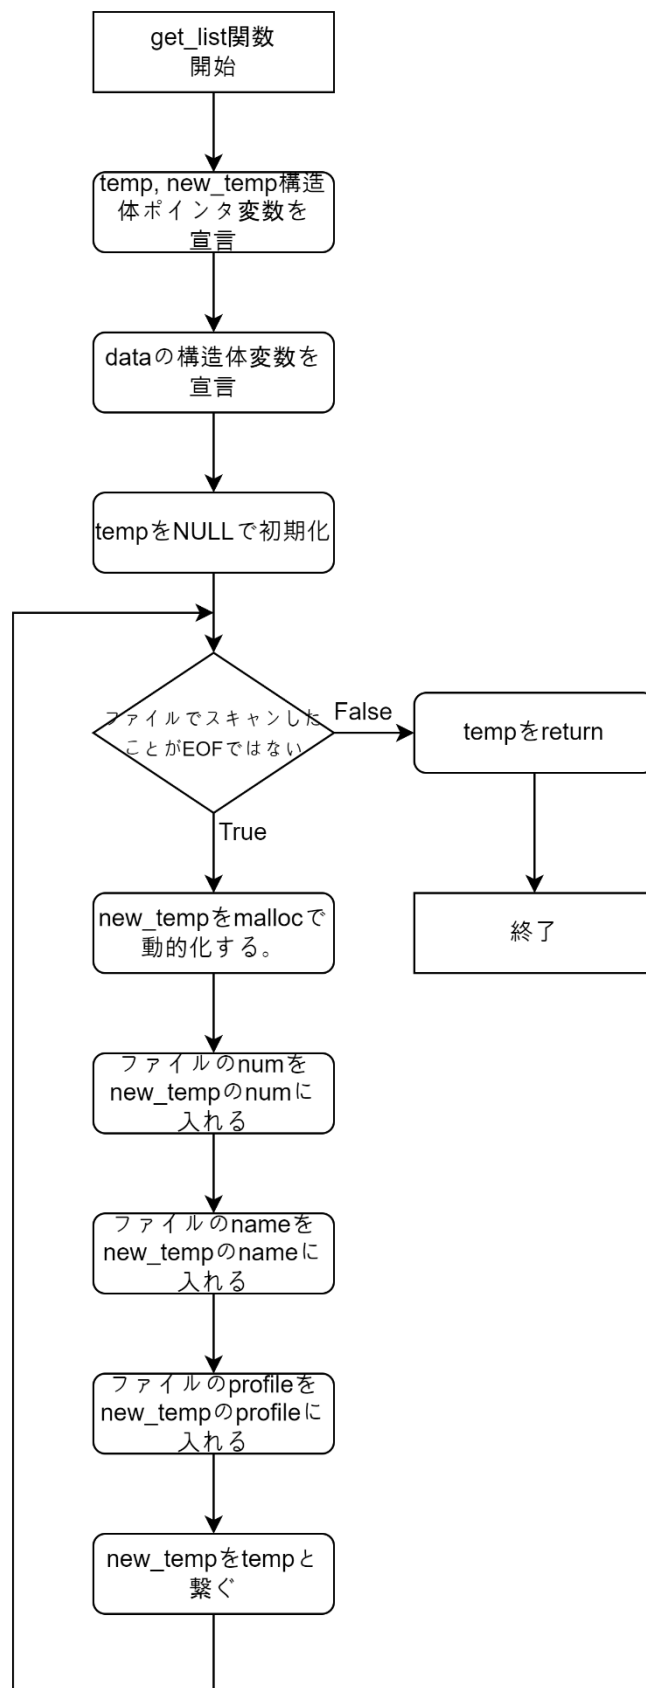 get_list関数
開始
temp, new_temp構造
体ポインタ変数を
宣言
dataの構造体変数を
宣言
tempをNULLで初期化
ファイルでスキャンした
ことがEOFではない
False
tempをreturn
True
new_tempをmallocで
動的化する。
終了
ファイルのnumを
new_tempのnumに
入れる
ファイルのnameを
new_tempのnameに
入れる
ファイルのprofileを
new_tempのprofileに
入れる
new_tempをtempと
繋ぐ